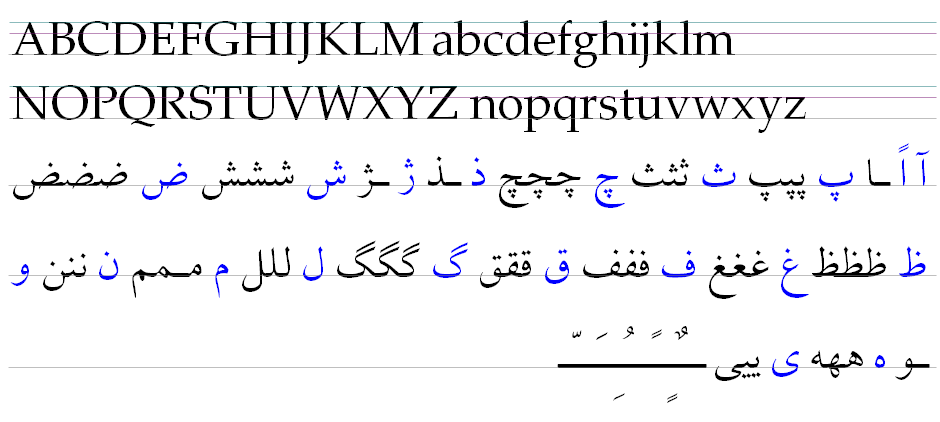 ABCDEFGHIJKLM abcdefghijklm
NOPQRSTUVWXYZ nopqrstuvwxyz
آ اً ـا پ پپپ ث ثثث چ چچچ ذ ـذ ژ ـژ ش ششش ض ضضض
ظ ظظظ غ غغغ ف ففف ق ققق گ گگگ ل للل م مـمم ن ننن و
ـو ه ههه ی ییی